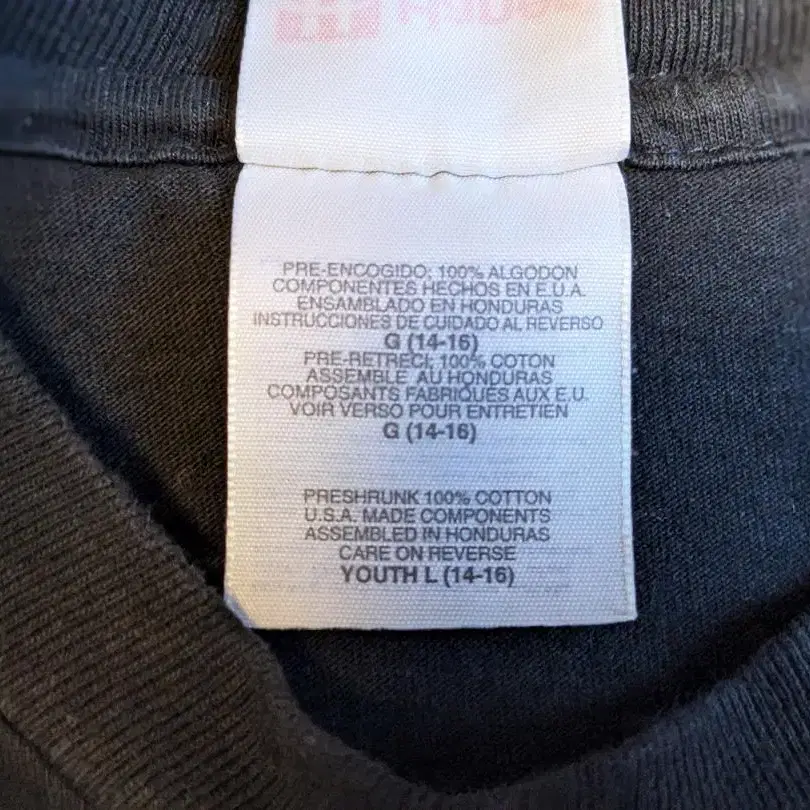 PRE-ENCOGIDO: 100% ALGODON
COMPONENTES HECHOS EN E.U.A.
ENSAMBLADO EN HONDURAS
INSTRUCCIONES DE CUIDADO AL REVERSO
G (14-16)
PRE-RETRECI: 100% COTON
ASSEMBLE AU HONDURAS
COMPOSANTS FABRIQUES AUX E.U.
VOIR VERSO POUR ENTRETIEN
G (14-16)
PRESHRUNK 100% COTTON
U.S.A. MADE COMPONENTS
ASSEMBLED IN HONDURAS
CARE ON REVERSE
YOUTH L (14-16)